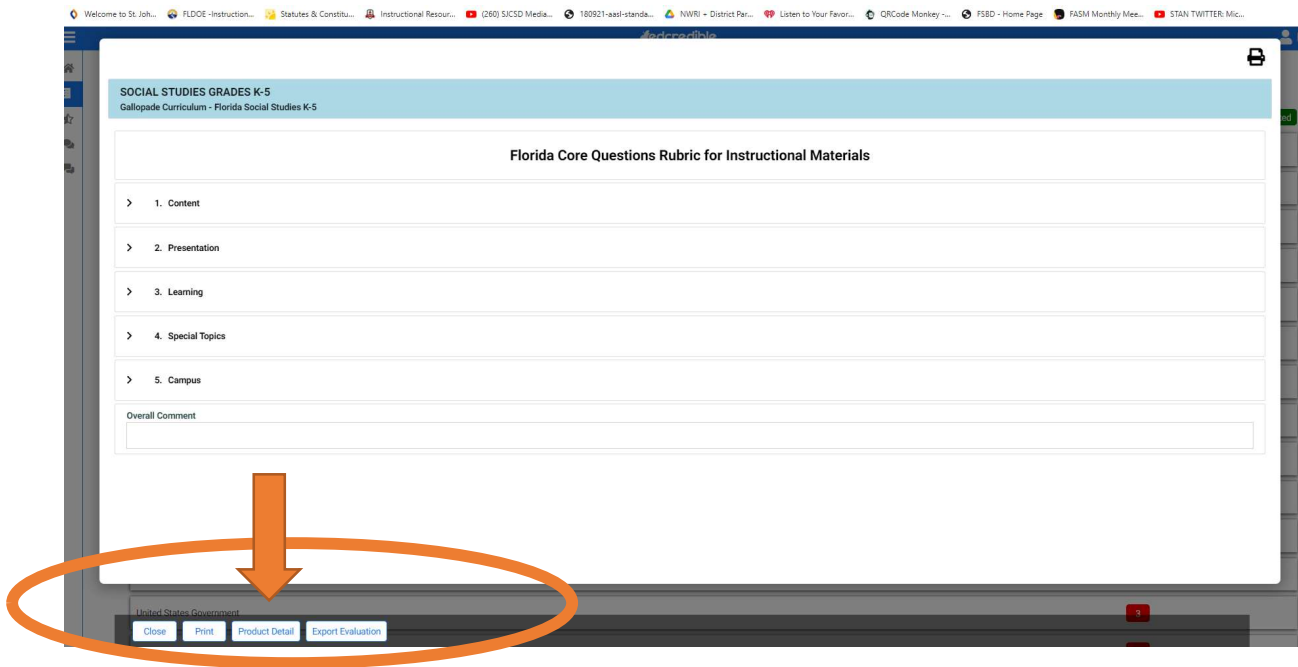 Welcome to St. Joh... FLDOE -Instruction... Statutes & Constitu... Instructional Resour... (260) SJCSD Media... 180921-aasl-standa... NWRI + District Par... Listen to Your Favor... QRCode Monkey -... FSBD - Home Page FASM Monthly Mee... STAN TWITTER: Mic...
edcredible
SOCIAL STUDIES GRADES K-5
Gallopade Curriculum - Florida Social Studies K-5
Florida Core Questions Rubric for Instructional Materials
1. Content
2. Presentation
3. Learning
4. Special Topics
5. Campus
Overall Comment
United States Government 3
Close Print Product Detail Export Evaluation